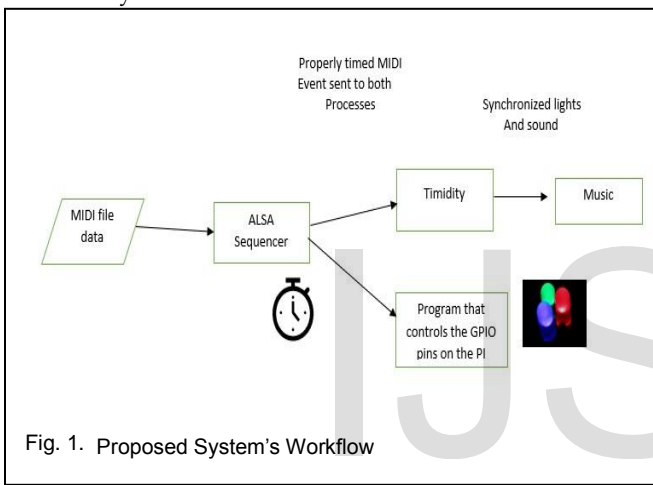 Properly timed MIDI
Event sent to both
Processes
Synchronized lights
And sound
MIDI file
data
ALSA
Sequencer
Timidity
Music
Program that
controls the GPIO
pins on the PI
IJS
Fig. 1. Proposed System's Workflow